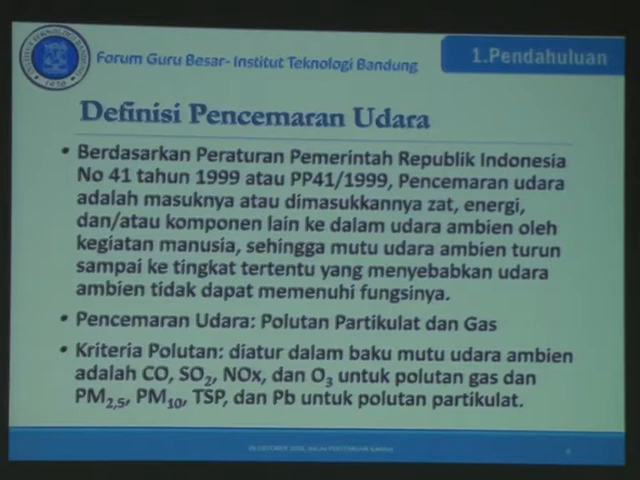 Forum Guru Besar- Institut Teknologi Bandung
1.Pendahuluan
Definisi Pencemaran Udara
• Berdasarkan Peraturan Pemerintah Republik Indonesia
No 41 tahun 1999 atau PP41/1999, Pencemaran udara
adalah masuknya atau dimasukkannya zat, energi,
dan/atau komponen lain ke dalam udara ambien oleh
kegiatan manusia, sehingga mutu udara ambien turun
sampai ke tingkat tertentu yang menyebabkan udara
ambien tidak dapat memenuhi fungsinya.
• Pencemaran Udara: Polutan Partikulat dan Gas
• Kriteria Polutan: diatur dalam baku mutu udara ambien
adalah CO, SO₂, NOx, dan O₃ untuk polutan gas dan
PM₂,₅, PM₁₀, TSP, dan Pb untuk polutan partikulat.